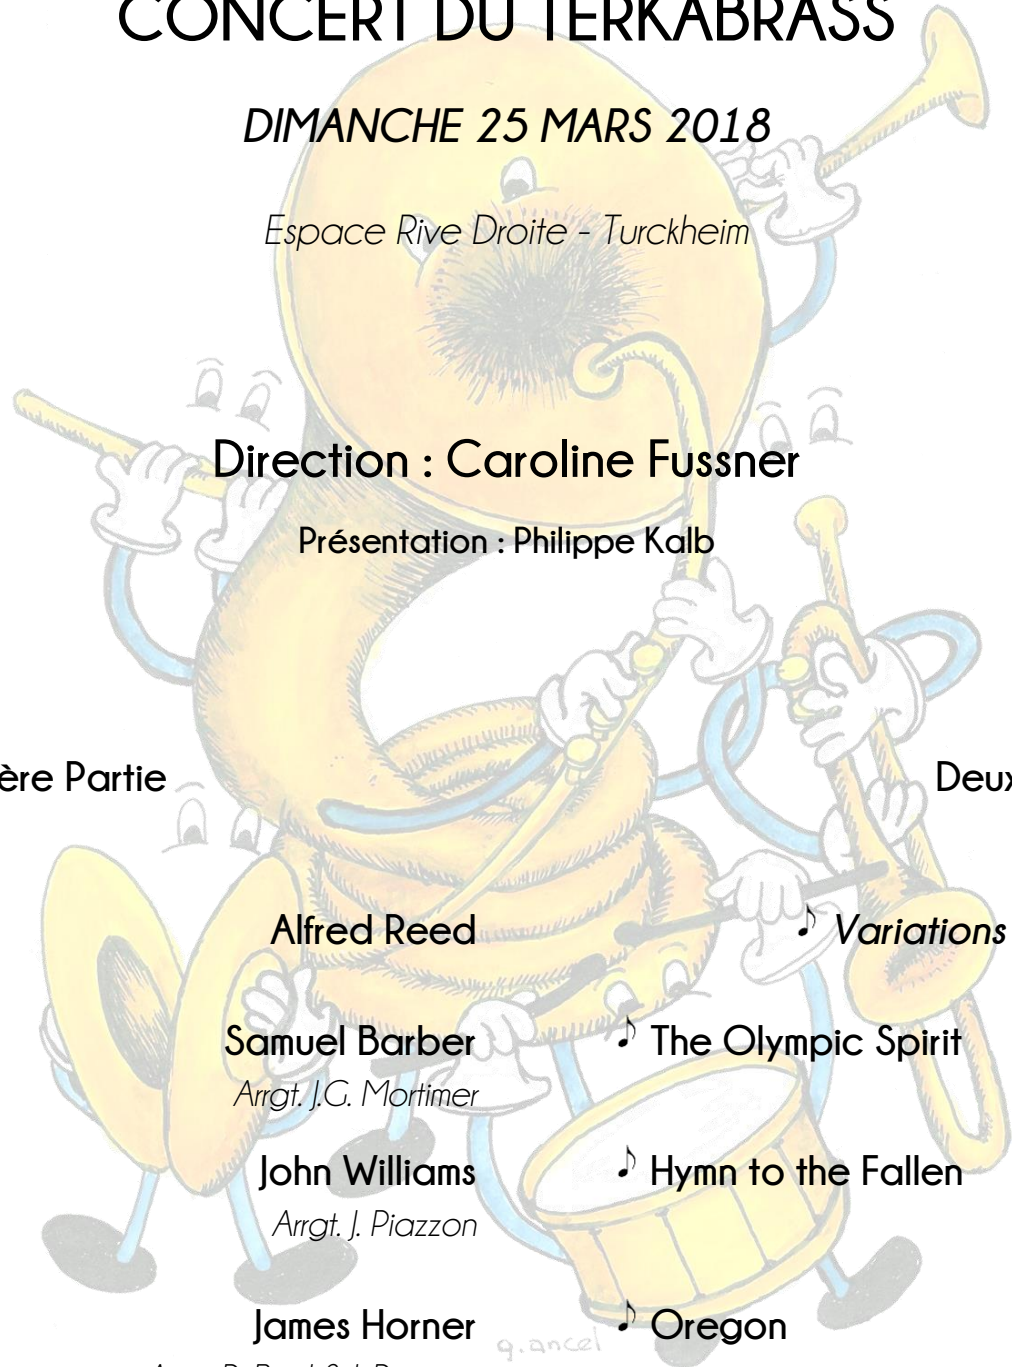 CONCERT DU TERKABRASS
DIMANCHE 25 MARS 2018
Espace Rive Droite - Turckheim
Direction : Caroline Fussner
Présentation : Philippe Kalb
ère Partie
Deux
Alfred Reed
♪ Variations
Samuel Barber
♪ The Olympic Spirit
Arrgt. J.G. Mortimer
John Williams
♪ Hymn to the Fallen
Arrgt. J. Piazzon
James Horner
♪ Oregon
g.ancel